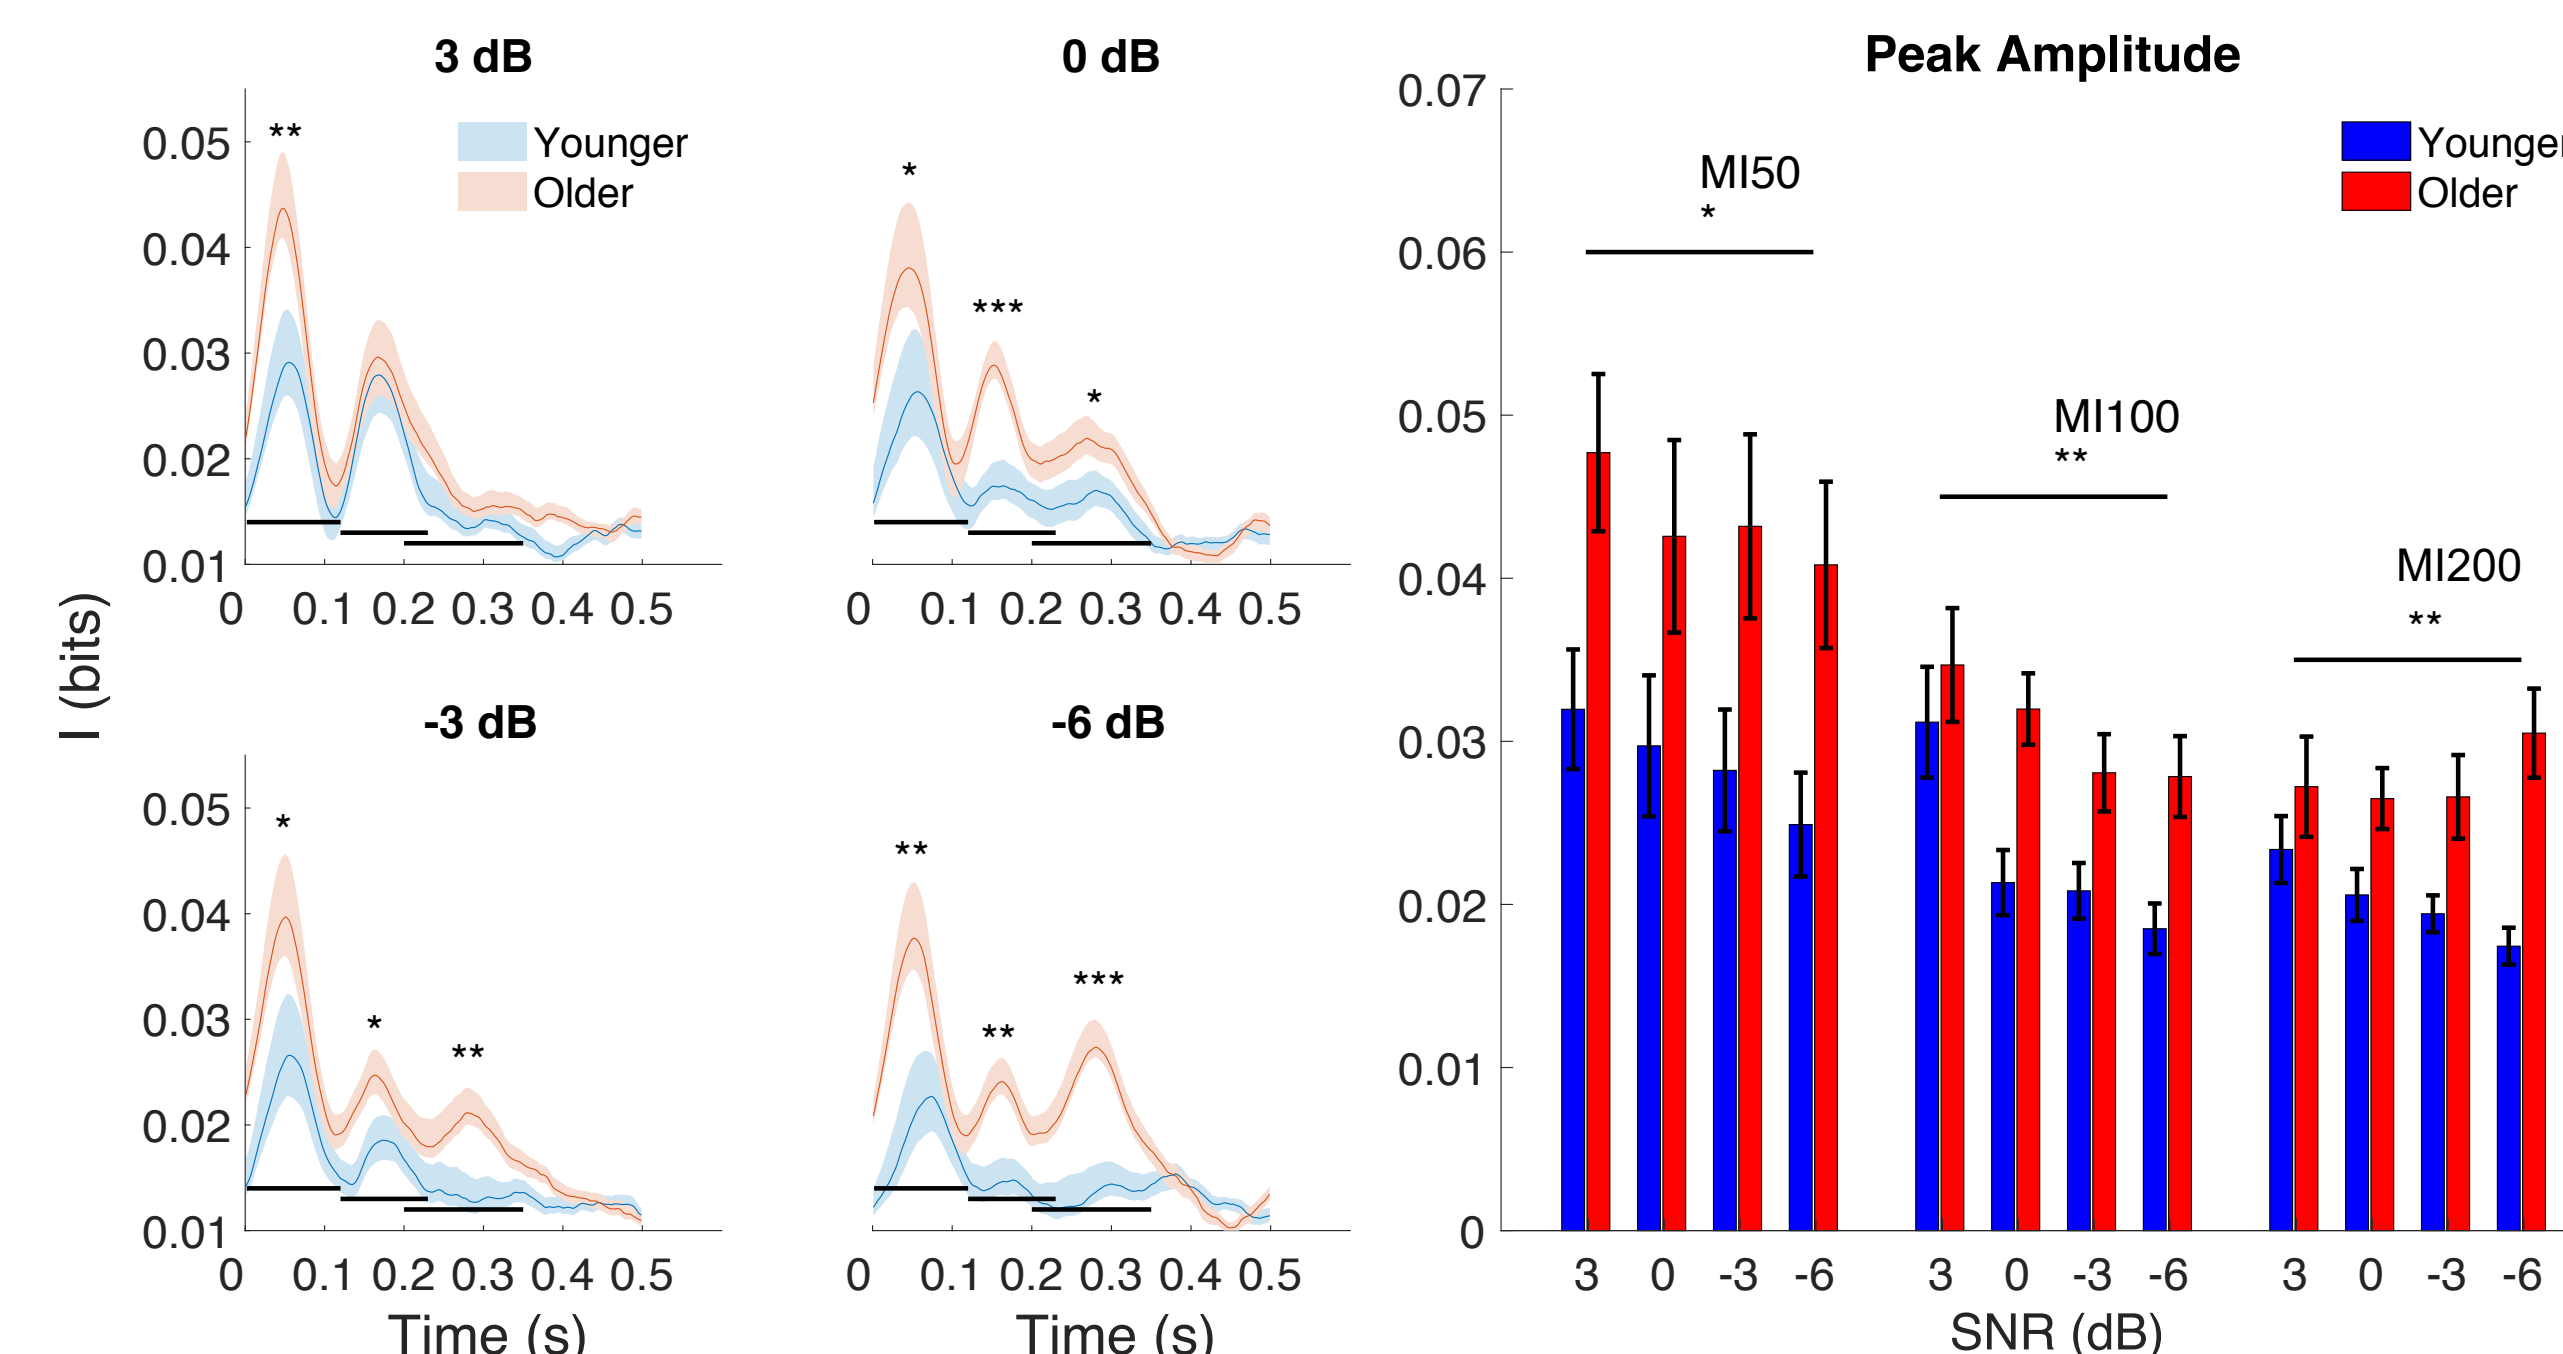 3 dB
**
Younger
Older
0.05
0.04
0.03
0.02
0.01
0 0.1 0.2 0.3 0.4 0.5
0 dB
*
***
*
0 0.1 0.2 0.3 0.4 0.5
I (bits)
-3 dB
*
*
**
0.05
0.04
0.03
0.02
0.01
0 0.1 0.2 0.3 0.4 0.5
Time (s)
-6 dB
**
**
***
0 0.1 0.2 0.3 0.4 0.5
Time (s)
Peak Amplitude
Younger
Older
0.07
0.06
0.05
0.04
0.03
0.02
0.01
0
MI50
*
MI100
**
MI200
**
3 0 -3 -6 3 0 -3 -6 3 0 -3 -6
SNR (dB)